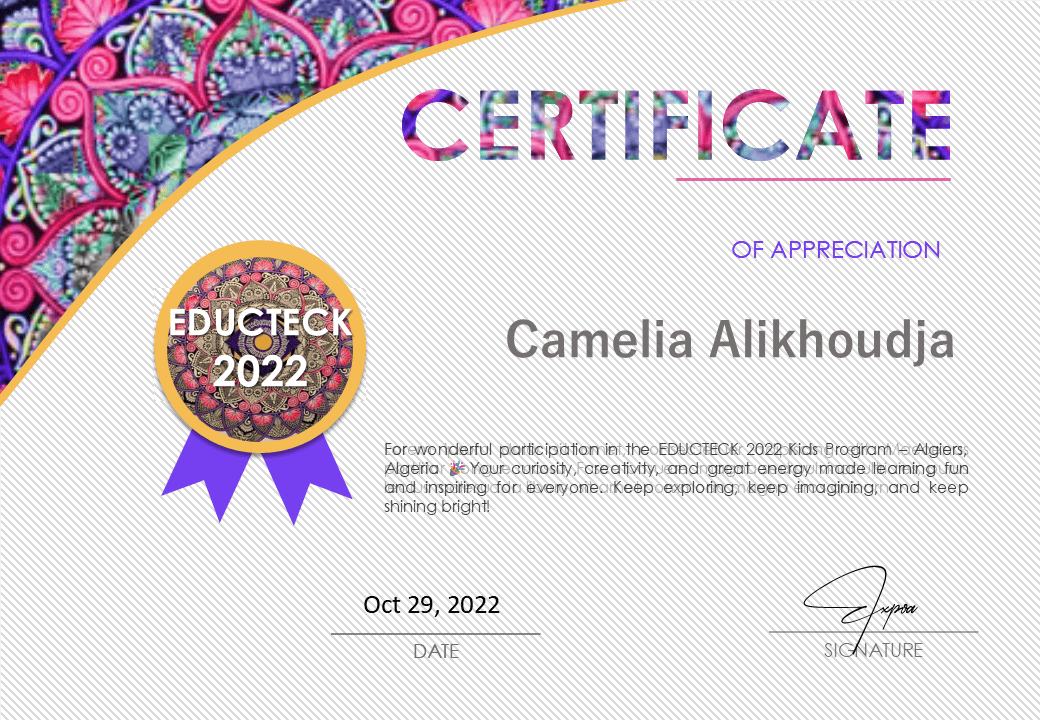 CERTIFICATE
OF APPRECIATION
EDUCTECK
2022
Camelia Alikhoudja
For wonderful participation in the EDUCTECK 2022 Kids Program – Algiers,
Algeria 🎉 Your curiosity, creativity, and great energy made learning fun
and inspiring for everyone. Keep exploring, keep imagining, and keep
shining bright!
Oct 29, 2022
DATE
SIGNATURE